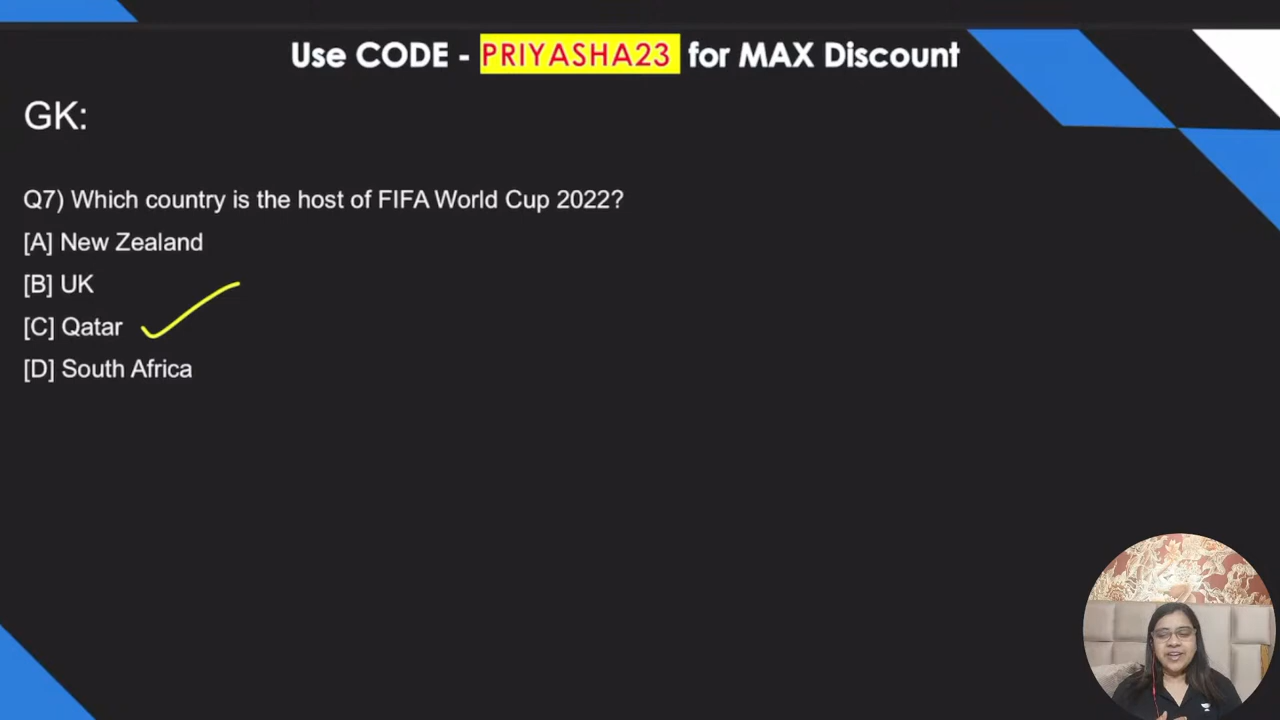 Use CODE - PRIYASHA23 for MAX Discount
GK:
Q7) Which country is the host of FIFA World Cup 2022?
[A] New Zealand
[B] UK
[C] Qatar
[D] South Africa